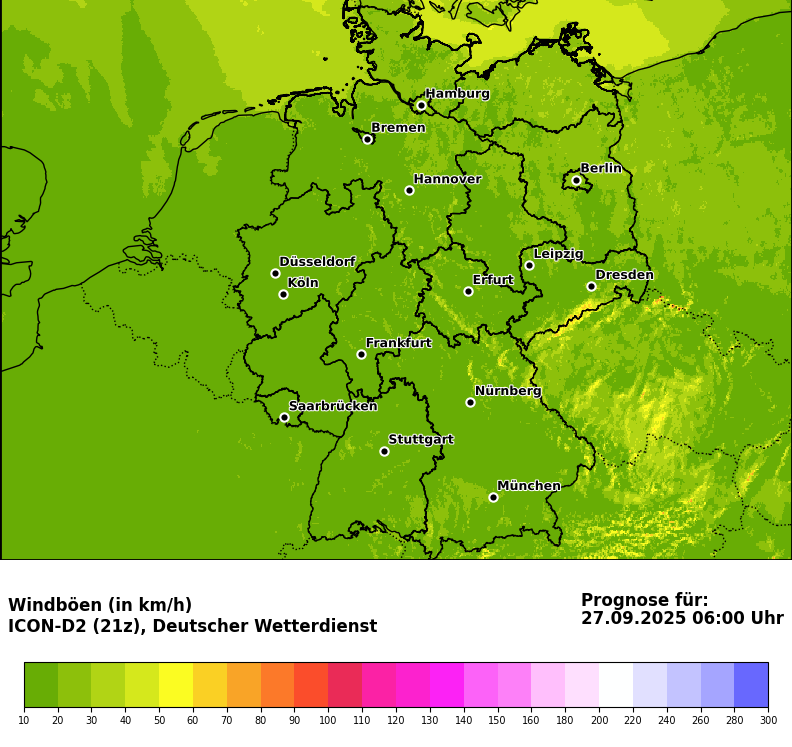 Hamburg
Bremen
Berlin
Hannover
Leipzig
Düsseldorf
Dresden
Köln
Erfurt
Frankfurt
Nürnberg
Saarbrücken
Stuttgart
München
Windböen (in km/h)
ICON-D2 (21z), Deutscher Wetterdienst
Prognose für:
27.09.2025 06:00 Uhr
10 20 30 40 50 60 70 80 90 100 110 120 130 140 150 160 180 200 220 240 260 280 300